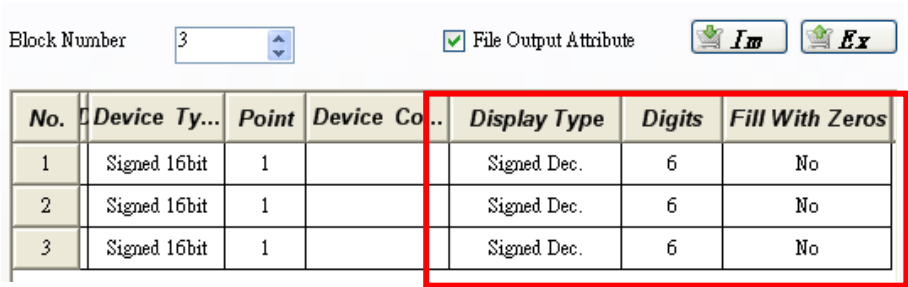 Block Number 3 File Output Attribute Im Ex
No. Device Ty... Point Device Co... Display Type Digits Fill With Zeros
1 Signed 16bit 1 Signed Dec. 6 No
2 Signed 16bit 1 Signed Dec. 6 No
3 Signed 16bit 1 Signed Dec. 6 No